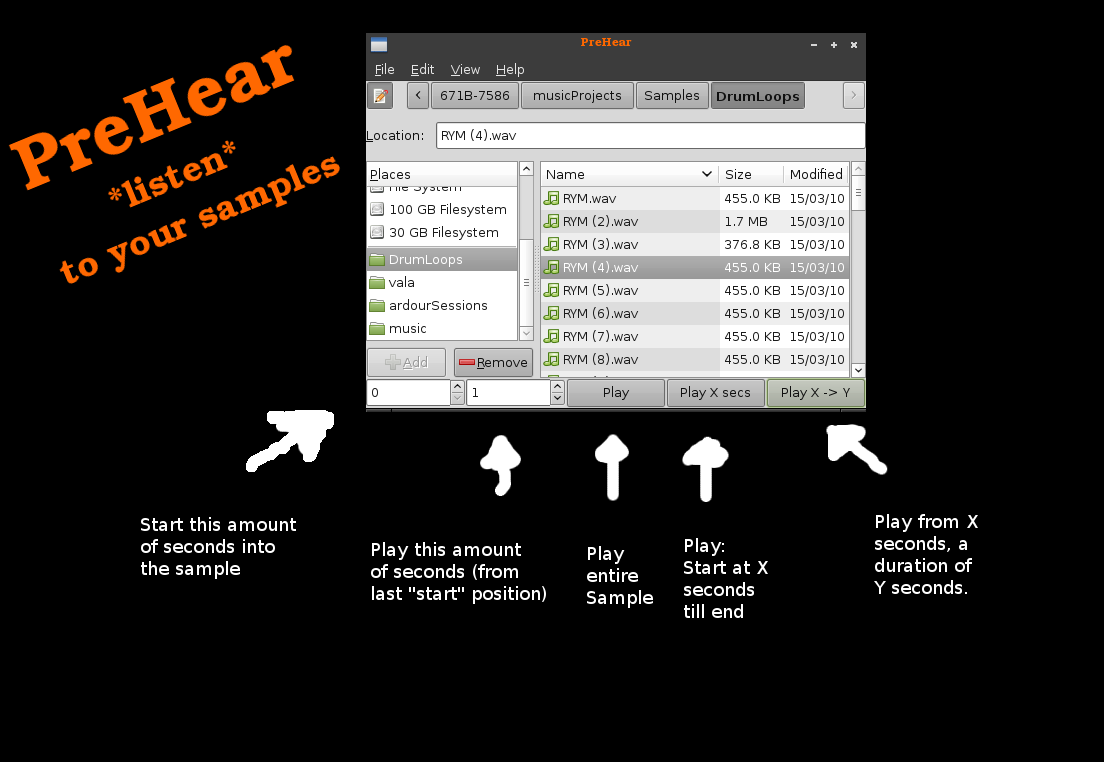 PreHear
*listen*
to your samples
PreHear
File Edit View Help
671B-7586 musicProjects Samples DrumLoops
Location: RYM (4).wav
Places
File System
100 GB Filesystem
30 GB Filesystem
DrumLoops
vala
ardourSessions
music
Add Remove
Name Size Modified
RYM.wav 455.0 KB 15/03/10
RYM (2).wav 1.7 MB 15/03/10
RYM (3).wav 376.8 KB 15/03/10
RYM (4).wav 455.0 KB 15/03/10
RYM (5).wav 455.0 KB 15/03/10
RYM (6).wav 455.0 KB 15/03/10
RYM (7).wav 455.0 KB 15/03/10
RYM (8).wav 455.0 KB 15/03/10
0 1 Play Play X secs Play X -> Y
Start this amount
of seconds into
the sample
Play this amount
of seconds (from
last "start" position)
Play
entire
Sample
Play:
Start at X
seconds
till end
Play from X
seconds, a
duration of
Y seconds.